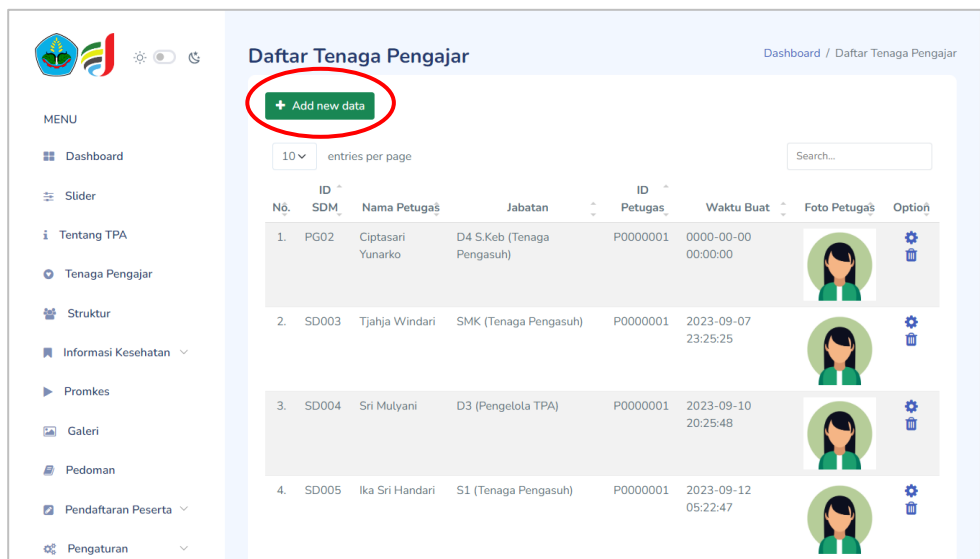 Daftar Tenaga Pengajar
Dashboard / Daftar Tenaga Pengajar
MENU
Dashboard
Slider
Tentang TPA
Tenaga Pengajar
Struktur
Informasi Kesehatan
Promkes
Galeri
Pedoman
Pendaftaran Peserta
Pengaturan
+ Add new data
10 entries per page
Search...
No. ID SDM Nama Petugas Jabatan ID Petugas Waktu Buat Foto Petugas Option
1. PG02 Ciptasari Yunarko D4 S.Keb (Tenaga Pengasuh) P0000001 0000-00-00 00:00:00
2. SD003 Tjahja Windari SMK (Tenaga Pengasuh) P0000001 2023-09-07 23:25:25
3. SD004 Sri Mulyani D3 (Pengelola TPA) P0000001 2023-09-10 20:25:48
4. SD005 Ika Sri Handari S1 (Tenaga Pengasuh) P0000001 2023-09-12 05:22:47